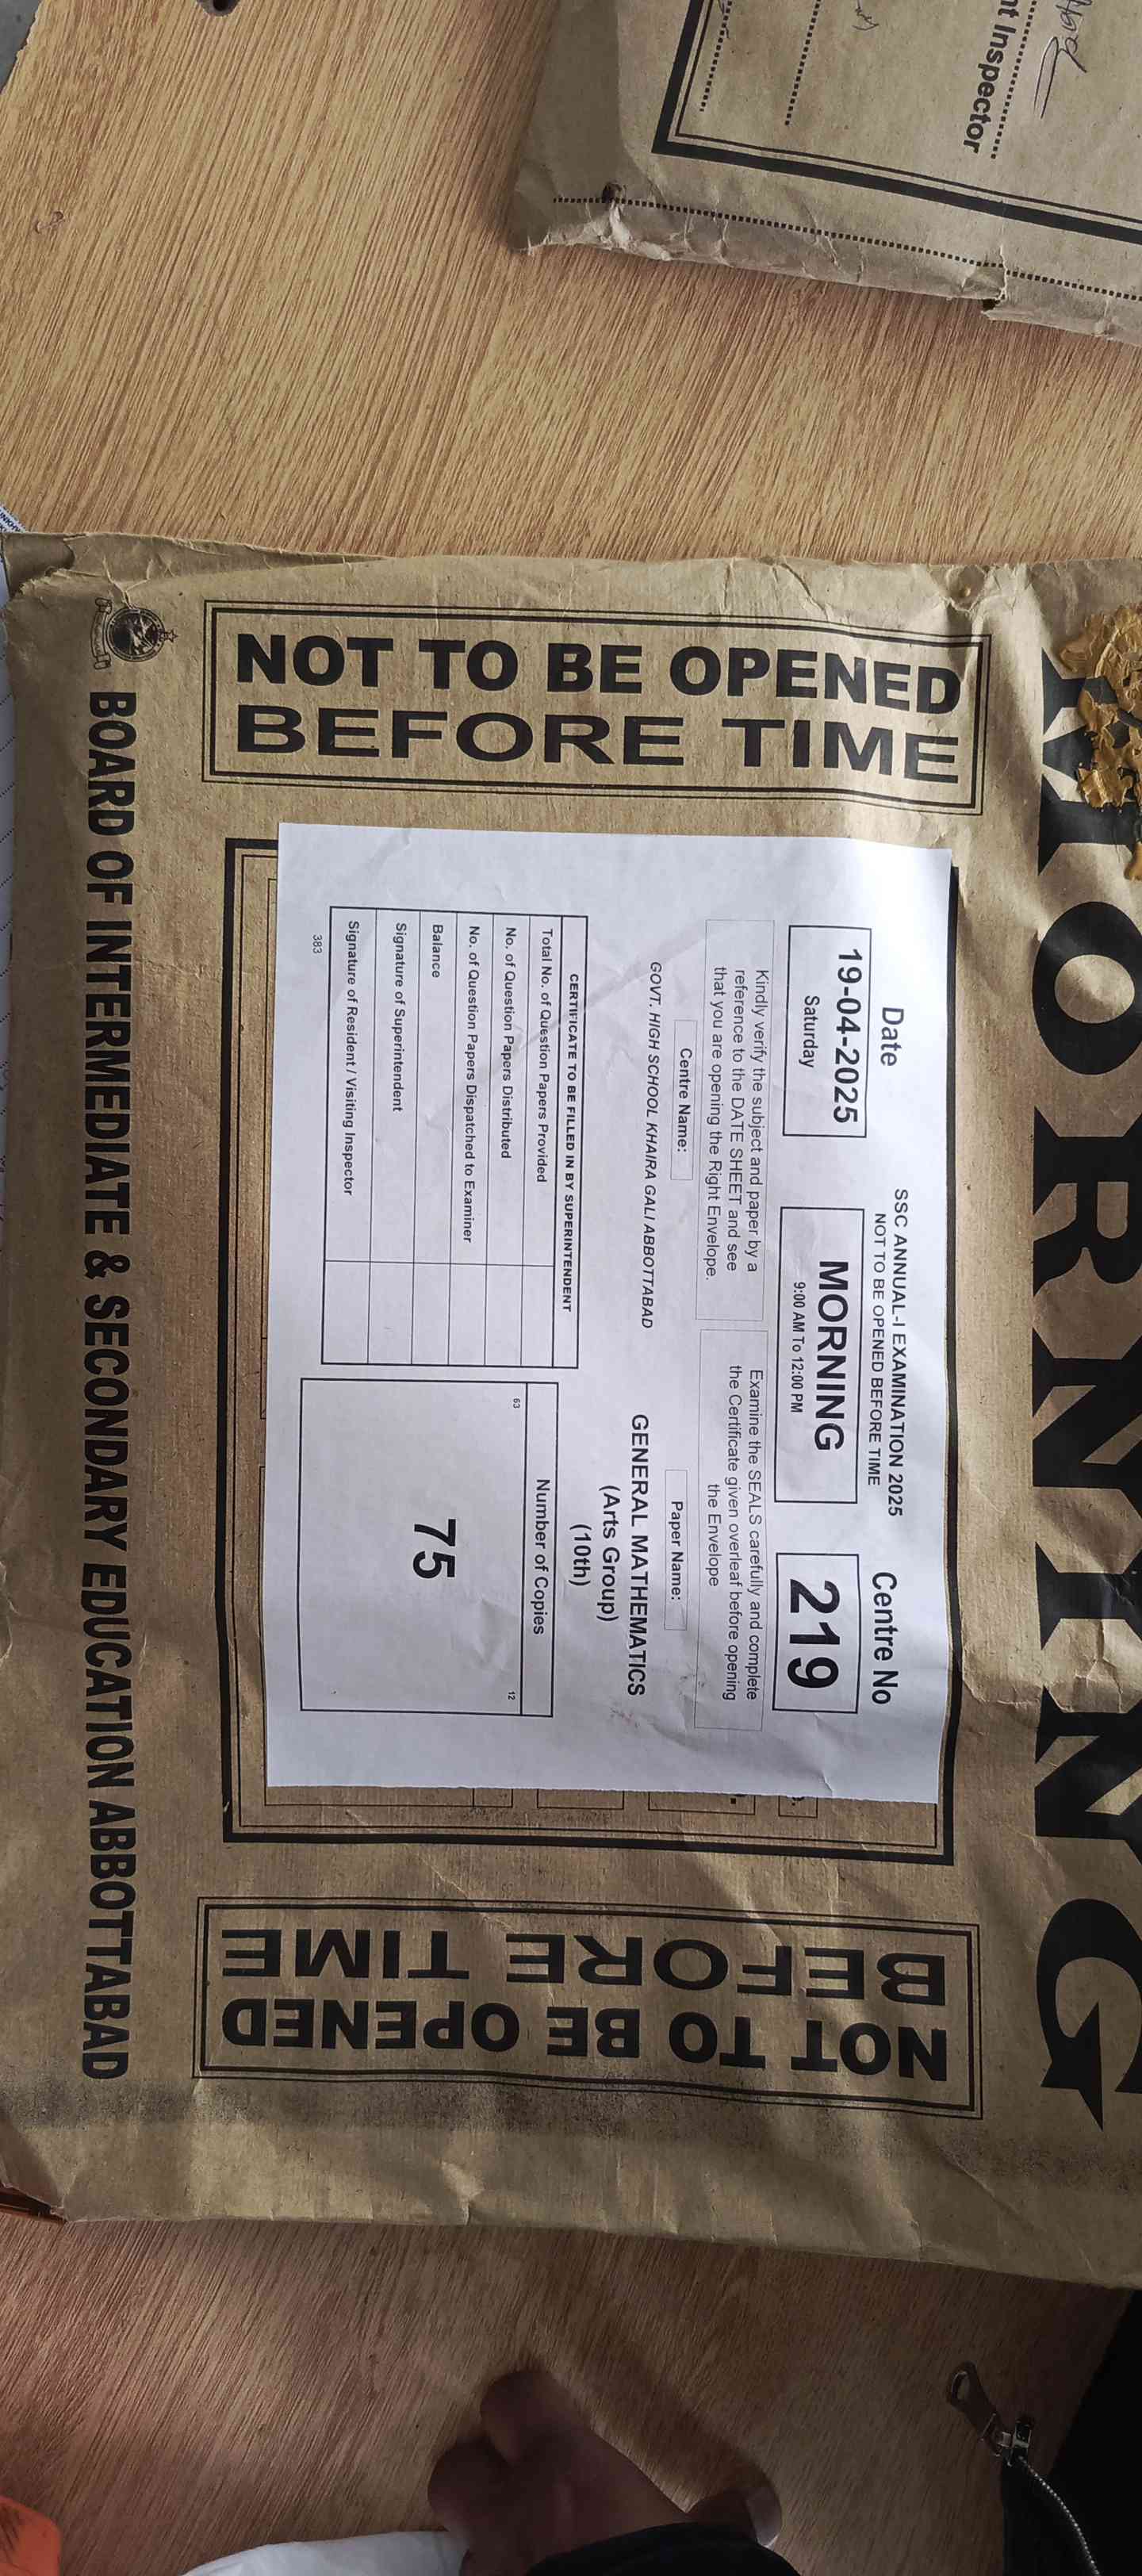 nt Inspector
MORNING
NOT TO BE OPENED
BEFORE TIME
Date
19-04-2025
Saturday
SSC ANNUAL-I EXAMINATION 2025
NOT TO BE OPENED BEFORE TIME
MORNING
9:00 AM To 12:00 PM
Centre No
219
Kindly verify the subject and paper by a
reference to the DATE SHEET and see
that you are opening the Right Envelope.
Examine the SEALS carefully and complete
the Certificate given overleaf before opening
the Envelope
Centre Name:
GOVT. HIGH SCHOOL KHAIRA GALI ABBOTTABAD
Paper Name:
GENERAL MATHEMATICS
(Arts Group)
(10th)
CERTIFICATE TO BE FILLED IN BY SUPERINTENDENT
Total No. of Question Papers Provided
No. of Question Papers Distributed
No. of Question Papers Dispatched to Examiner
Balance
Signature of Superintendent
Signature of Resident / Visiting Inspector
383
Number of Copies
63
12
75
NOT TO BE OPENED
BEFORE TIME
BOARD OF INTERMEDIATE & SECONDARY EDUCATION ABBOTTABAD